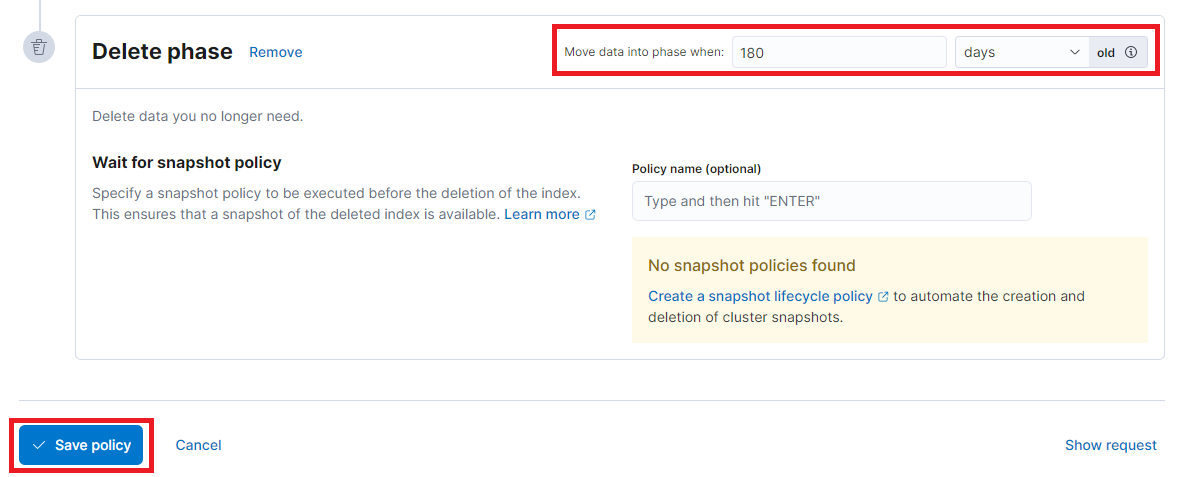 Delete phase Remove Move data into phase when: 180 days old
Delete data you no longer need.
Wait for snapshot policy
Specify a snapshot policy to be executed before the deletion of the index.
This ensures that a snapshot of the deleted index is available. Learn more
Policy name (optional)
Type and then hit "ENTER"
No snapshot policies found
Create a snapshot lifecycle policy to automate the creation and
deletion of cluster snapshots.
Save policy Cancel Show request